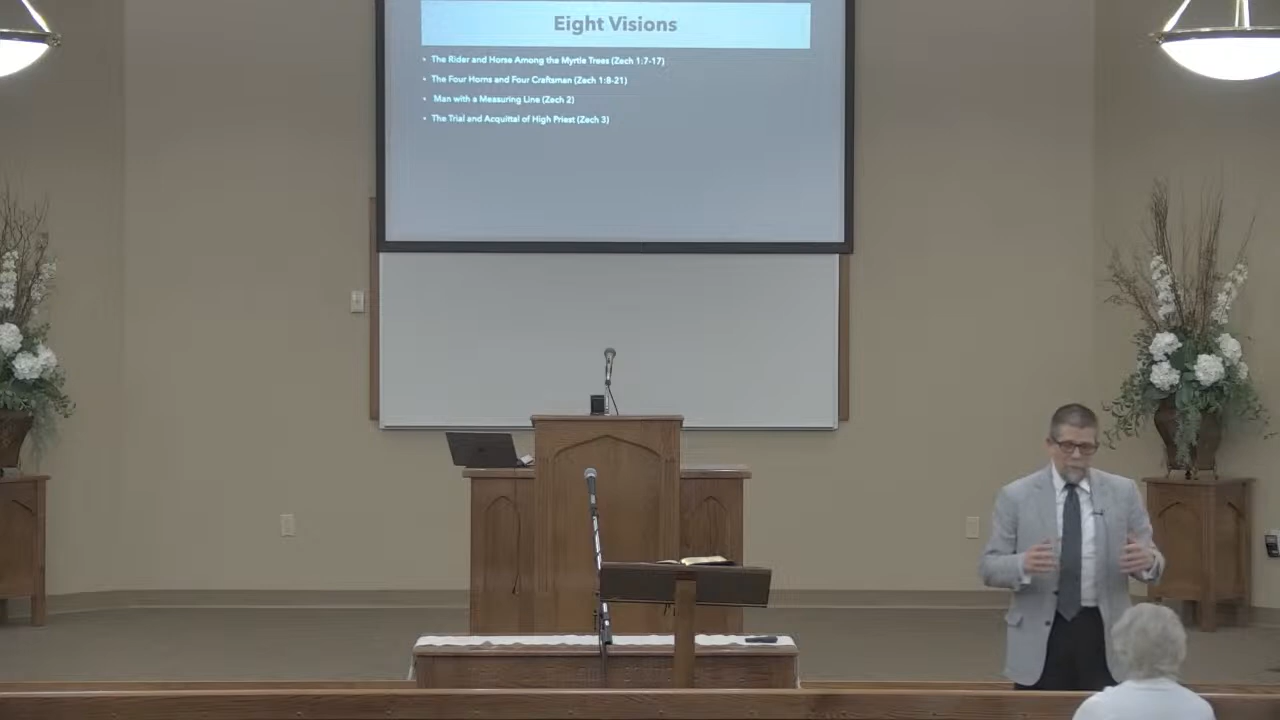 Eight Visions
• The Rider and Horse Among the Myrtle Trees (Zech 1:7-17)
• The Four Horns and Four Craftsman (Zech 1:8-21)
• Man with a Measuring Line (Zech 2)
• The Trial and Acquittal of High Priest (Zech 3)